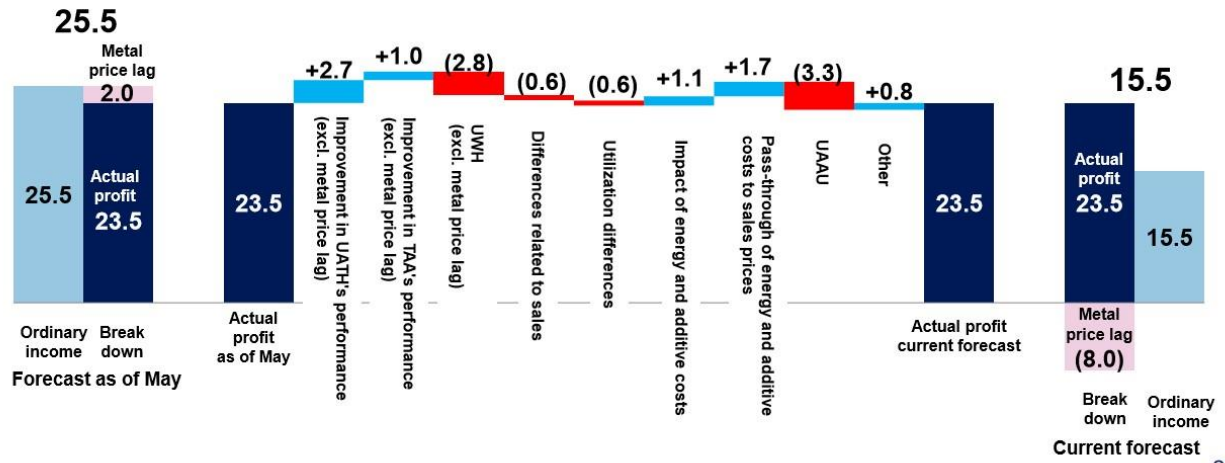 25.5
Metal
price lag
2.0
25.5
Actual
profit
23.5
Ordinary
income
Break
down
Forecast as of May
23.5
Actual
profit
as of May
+2.7
Improvement in UATH's performance
(excl. metal price lag)
+1.0
Improvement in TAA's performance
(excl. metal price lag)
(2.8)
UWH
(excl. metal price lag)
(0.6)
Differences related to sales
(0.6)
Utilization differences
+1.1
Impact of energy and additive costs
+1.7
Pass-through of energy and additive
costs to sales prices
(3.3)
UAAU
+0.8
Other
23.5
Actual profit
current forecast
15.5
Actual
profit
23.5
Metal
price lag
(8.0)
15.5
Break
down
Ordinary
income
Current forecast